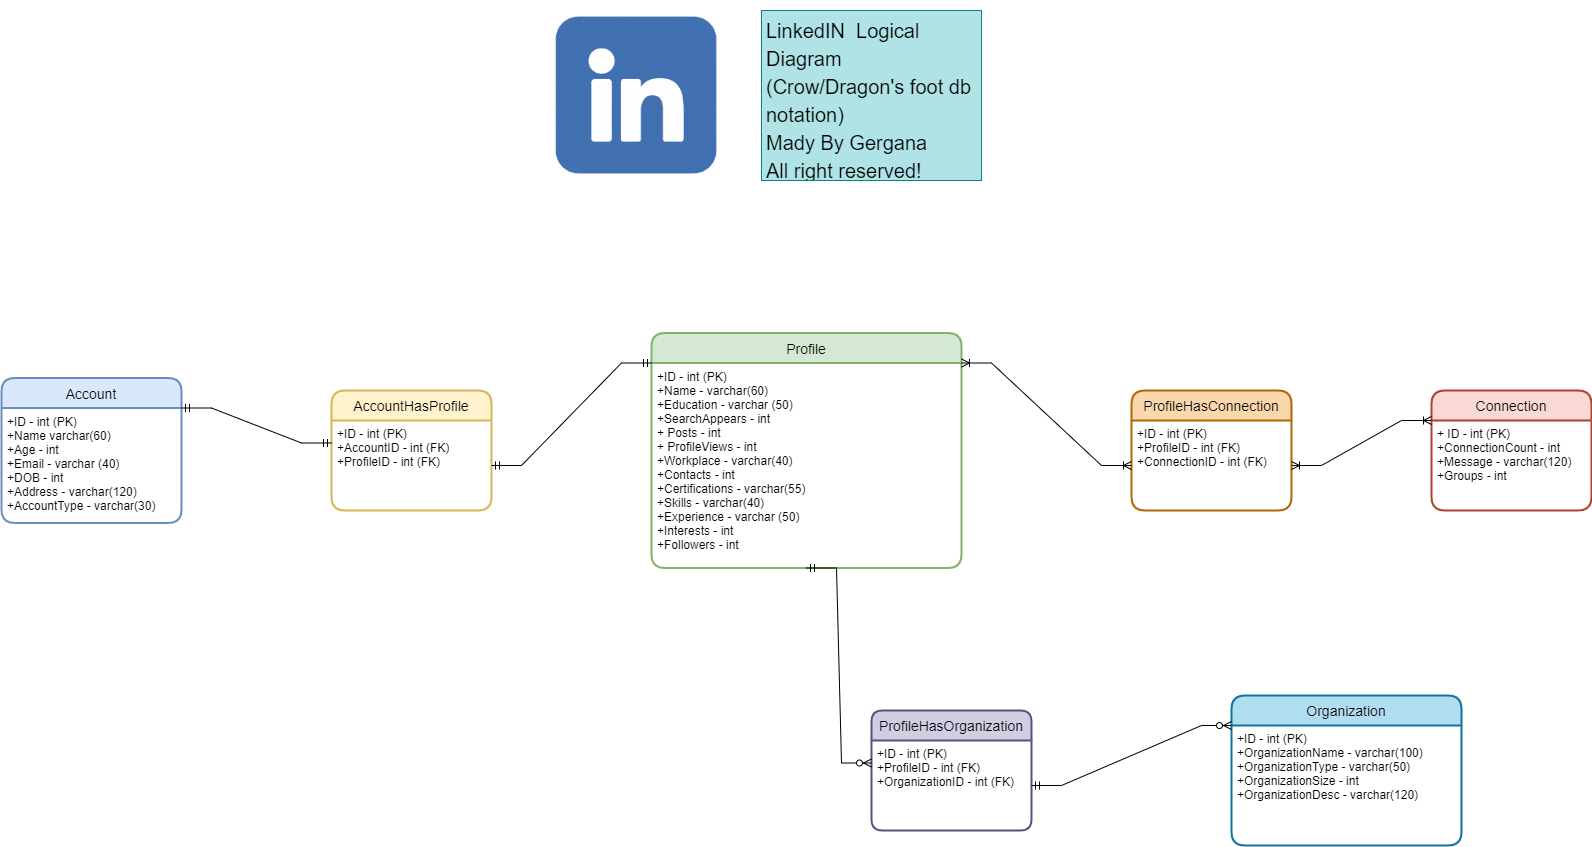 in
LinkedIN  Logical
Diagram
(Crow/Dragon's foot db
notation)
Mady By Gergana
All right reserved!
Account
+ID - int (PK)
+Name varchar(60)
+Age - int
+Email - varchar (40)
+DOB - int
+Address - varchar(120)
+AccountType - varchar(30)
AccountHasProfile
+ID - int (PK)
+AccountID - int (FK)
+ProfileID - int (FK)
Profile
+ID - int (PK)
+Name - varchar(60)
+Education - varchar (50)
+SearchAppears - int
+ Posts - int
+ ProfileViews - int
+Workplace - varchar(40)
+Contacts - int
+Certifications - varchar(55)
+Skills - varchar(40)
+Experience - varchar (50)
+Interests - int
+Followers - int
ProfileHasConnection
+ID - int (PK)
+ProfileID - int (FK)
+ConnectionID - int (FK)
Connection
+ ID - int (PK)
+ConnectionCount - int
+Message - varchar(120)
+Groups - int
ProfileHasOrganization
+ID - int (PK)
+ProfileID - int (FK)
+OrganizationID - int (FK)
Organization
+ID - int (PK)
+OrganizationName - varchar(100)
+OrganizationType - varchar(50)
+OrganizationSize - int
+OrganizationDesc - varchar(120)